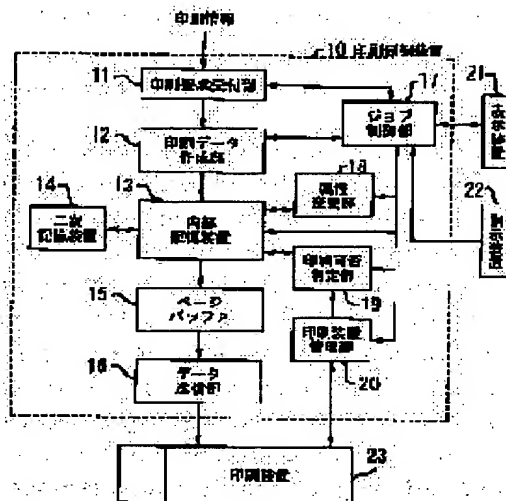 印刷情報
10 印刷制御装置
11
印刷要求受付部
17
ジョブ
制御部
21
12
印刷データ
作成部
14
二次
記憶装置
13
内部
記憶装置
18
属性
変更部
22
印刷可否
判定部
19
15
ページ
バッファ
印刷装置
管理部
20
16
データ
送信部
印刷装置
23